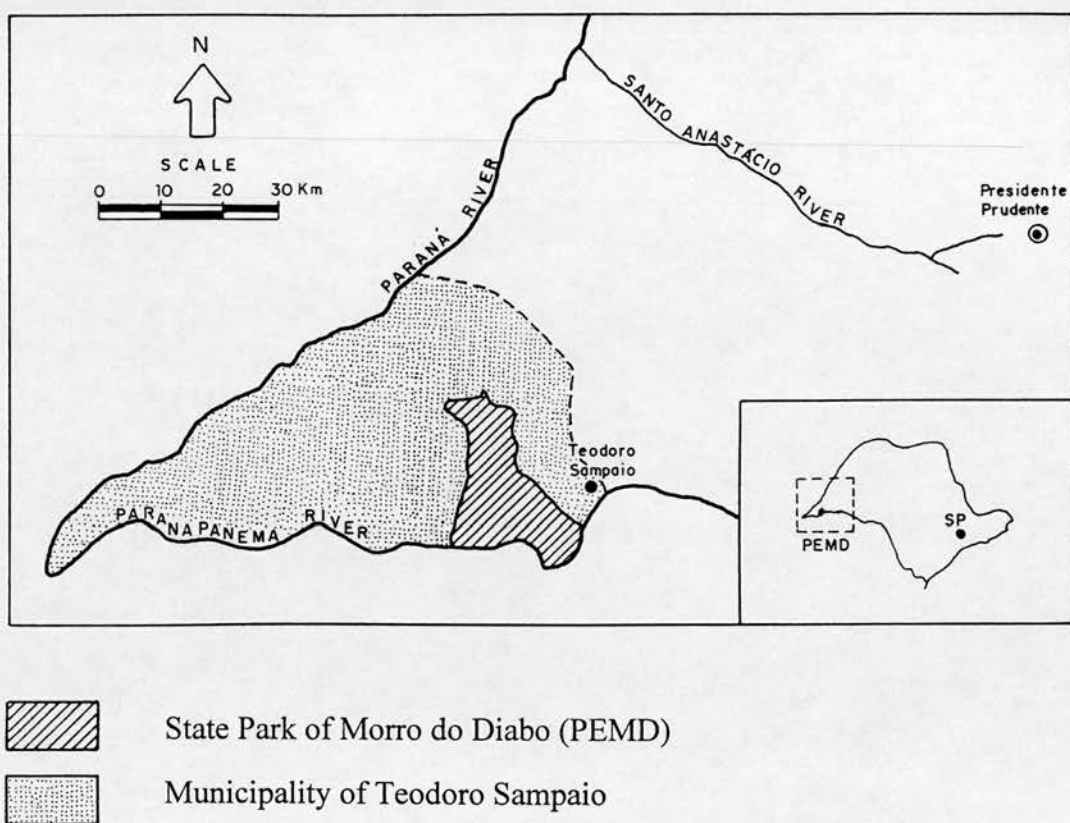 N
SCALE
0 10 20 30 Km
PARANÁ RIVER
SANTO ANASTÁCIO RIVER
Presidente
Prudente
Teodoro
Sampaio
PARANAPANEMA RIVER
SP
PEMD
State Park of Morro do Diabo (PEMD)
Municipality of Teodoro Sampaio